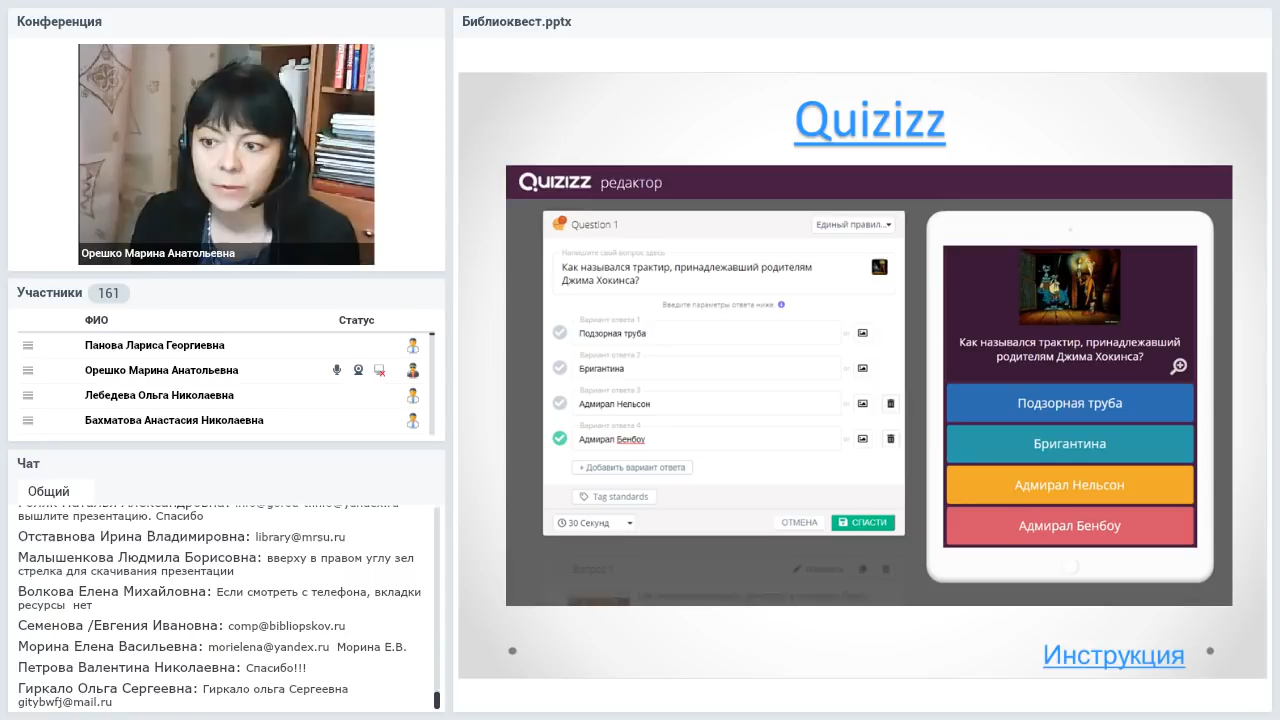 Конференция
Орешко Марина Анатольевна
Участники 161
ФИО Статус
Панова Лариса Георгиевна
Орешко Марина Анатольевна
Лебедева Ольга Николаевна
Бахматова Анастасия Николаевна
Чат
Общий
вышлите презентацию. Спасибо
Отставнова Ирина Владимировна: library@mrsu.ru
Малышенкова Людмила Борисовна: вверху в правом углу зел
стрелка для скачивания презентации
Волкова Елена Михайловна: Если смотреть с телефона, вкладки
ресурсы нет
Семенова /Евгения Ивановна: comp@bibliopskov.ru
Морина Елена Васильевна: morielena@yandex.ru Морина Е.В.
Петрова Валентина Николаевна: Спасибо!!!
Гиркало Ольга Сергеевна: Гиркало ольга Сергеевна
gitybwfj@mail.ru
Библиоквест.pptx
Quizizz
Quizizz редактор
Question 1 Единый правил...
Напишите свой вопрос здесь
Как назывался трактир, принадлежавший родителям
Джима Хокинса?
Введите параметры ответа ниже
Вариант ответа 1
Подзорная труба or
Вариант ответа 2
Бригантина or
Вариант ответа 3
Адмирал Нельсон or
Вариант ответа 4
Адмирал Бенбоу or
+ Добавить вариант ответа
Tag standards
30 Секунд ОТМЕНА СПАСТИ
Вопрос 1
Как назывался трактир, принадлежавший
родителям Джима Хокинса?
Подзорная труба
Бригантина
Адмирал Нельсон
Адмирал Бенбоу
Инструкция